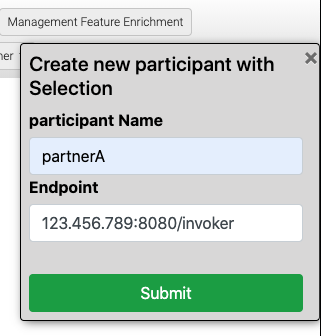 Management Feature Enrichment
ner
Create new participant with
Selection
participant Name
partnerA
Endpoint
123.456.789:8080/invoker
Submit